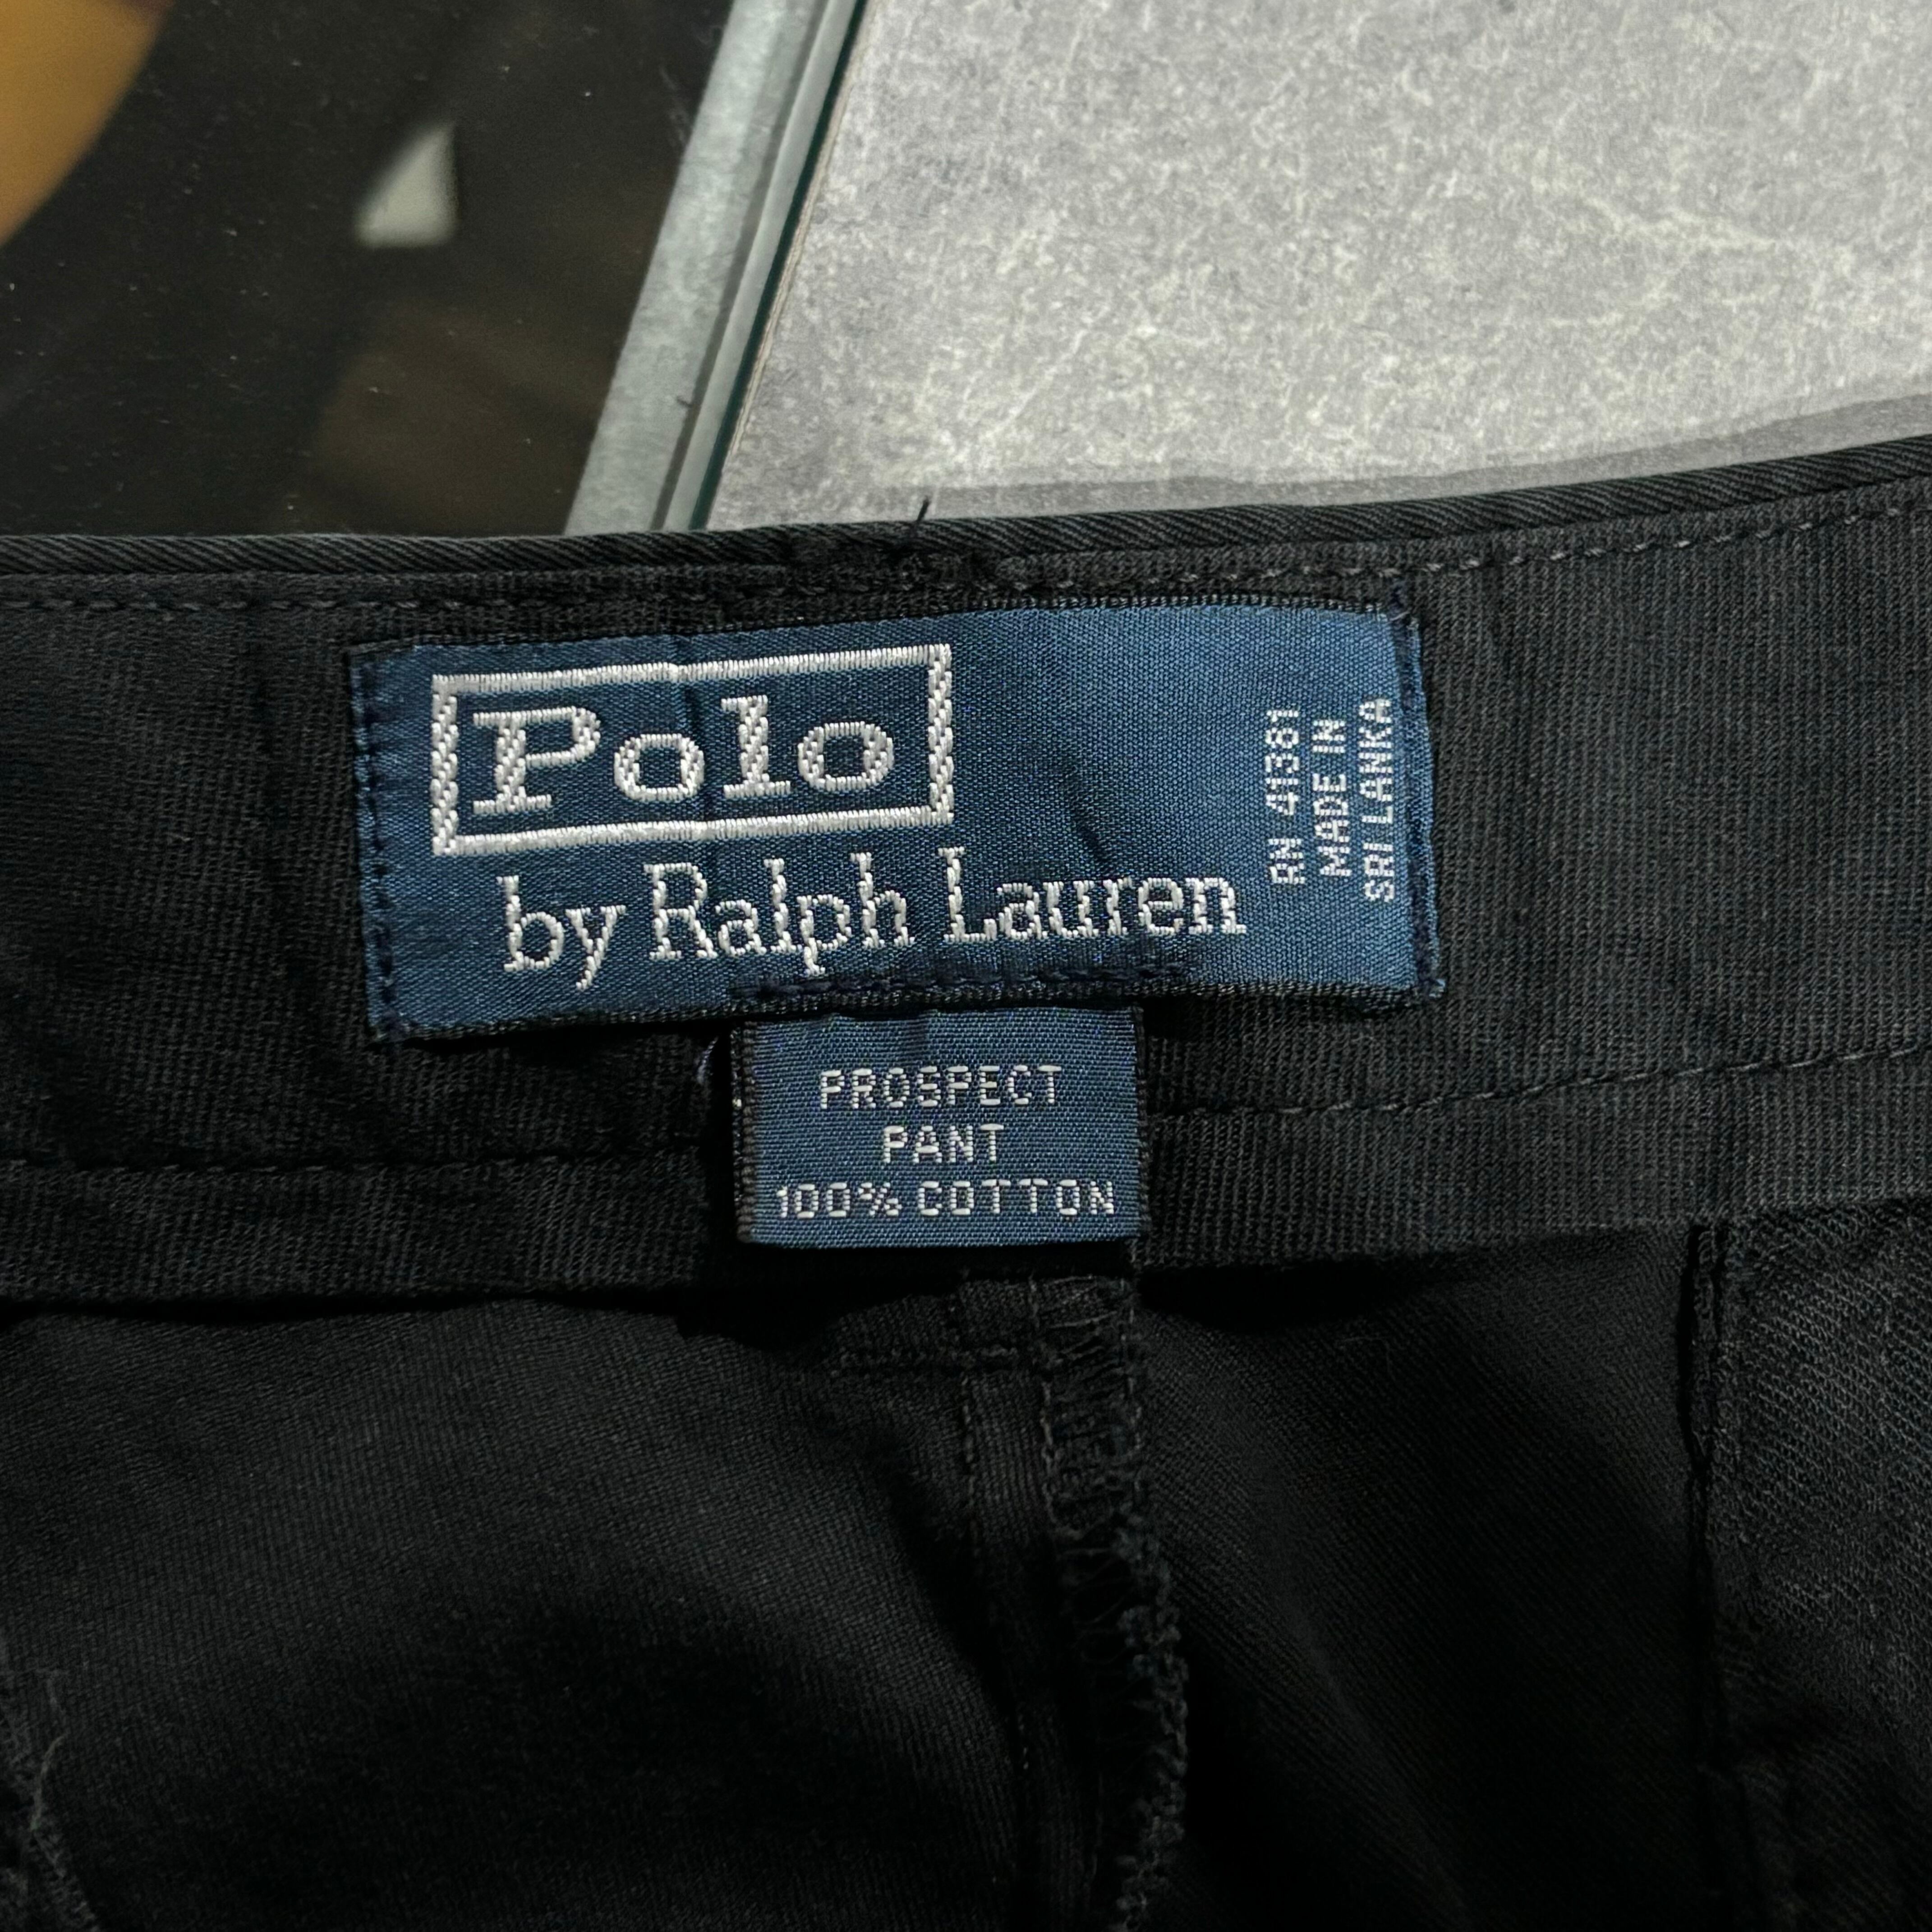 Polo
by Ralph Lauren
RN 41381
MADE IN
SRI LANKA
PROSPECT
PANT
100% COTTON